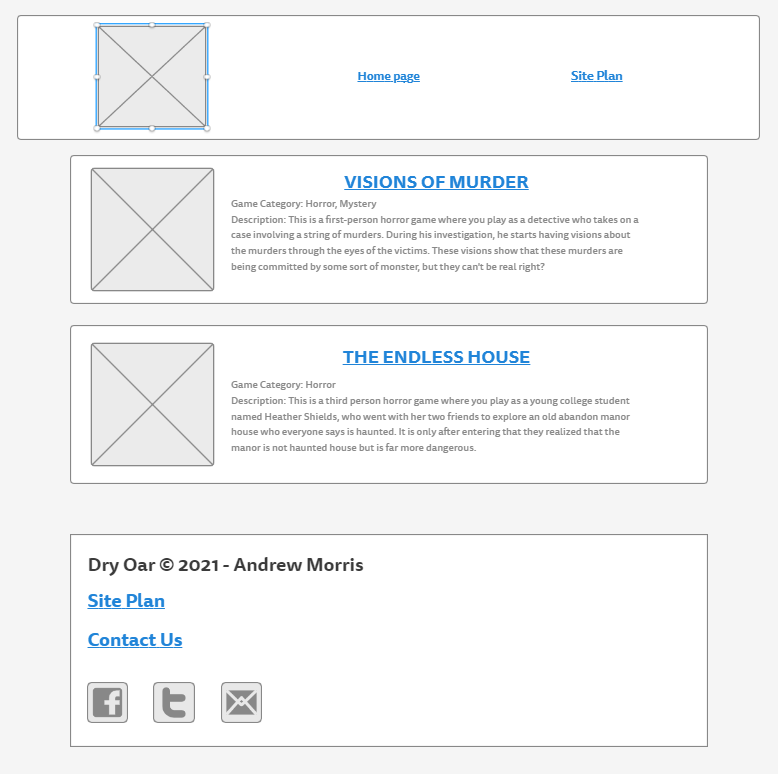 Home page
Site Plan
VISIONS OF MURDER
Game Category: Horror, Mystery
Description: This is a first-person horror game where you play as a detective who takes on a
case involving a string of murders. During his investigation, he starts having visions about
the murders through the eyes of the victims. These visions show that these murders are
being committed by some sort of monster, but they can't be real right?
THE ENDLESS HOUSE
Game Category: Horror
Description: This is a third person horror game where you play as a young college student
named Heather Shields, who went with her two friends to explore an old abandon manor
house who everyone says is haunted. It is only after entering that they realized that the
manor is not haunted house but is far more dangerous.
Dry Oar © 2021 - Andrew Morris
Site Plan
Contact Us